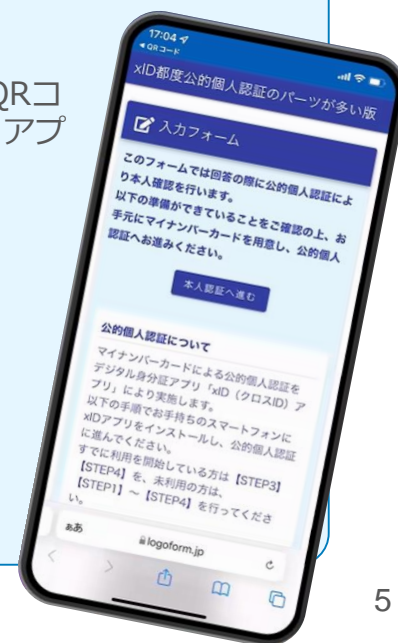 QRコ
アプ
17:04
◀ QRコード
xID都度公的個人認証のパーツが多い版
入力フォーム
このフォームでは回答の際に公的個人認証によ
り本人確認を行います。
以下の準備ができていることをご確認の上、お
手元にマイナンバーカードを用意し、公的個人
認証へお進みください。
本人認証へ進む
公的個人認証について
マイナンバーカードによる公的個人認証を
デジタル身分証アプリ「xID（クロスID）ア
プリ」により実施します。
以下の手順でお手持ちのスマートフォンに
xIDアプリをインストールし、公的個人認証
に進んでください。
すでに利用を開始している方は【STEP3】
【STEP4】を、未利用の方は、
【STEP1】～【STEP4】を行ってくださ
い。
ぁあ
logoform.jp
5